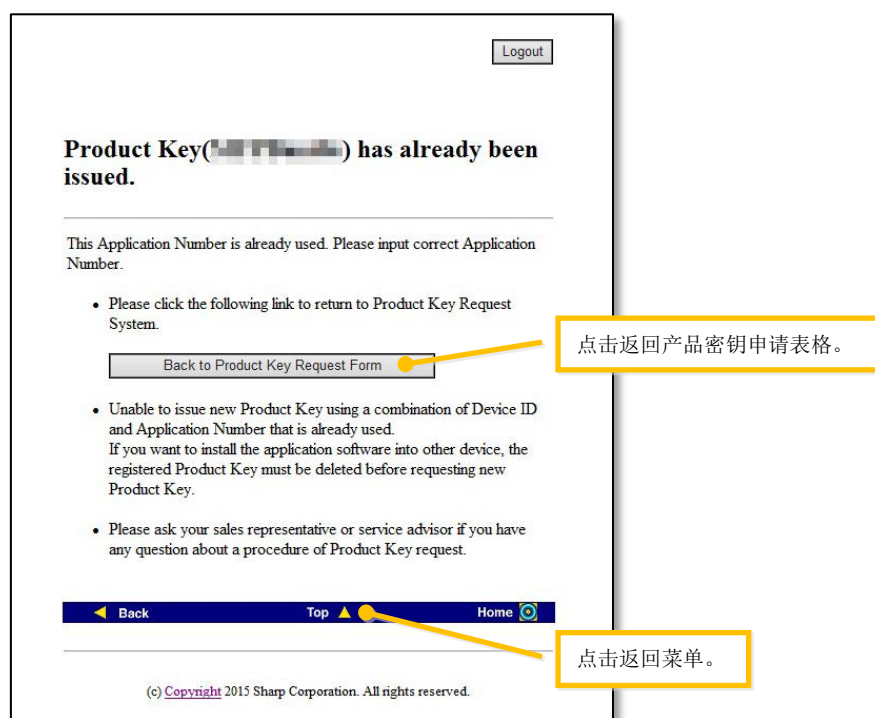 Logout
Product Key( ) has already been
issued.
This Application Number is already used. Please input correct Application
Number.
• Please click the following link to return to Product Key Request
System.
Back to Product Key Request Form
点击返回产品密钥申请表格。
• Unable to issue new Product Key using a combination of Device ID
and Application Number that is already used.
If you want to install the application software into other device, the
registered Product Key must be deleted before requesting new
Product Key.
• Please ask your sales representative or service advisor if you have
any question about a procedure of Product Key request.
Back Top Home
点击返回菜单。
(c) Copyright 2015 Sharp Corporation. All rights reserved.